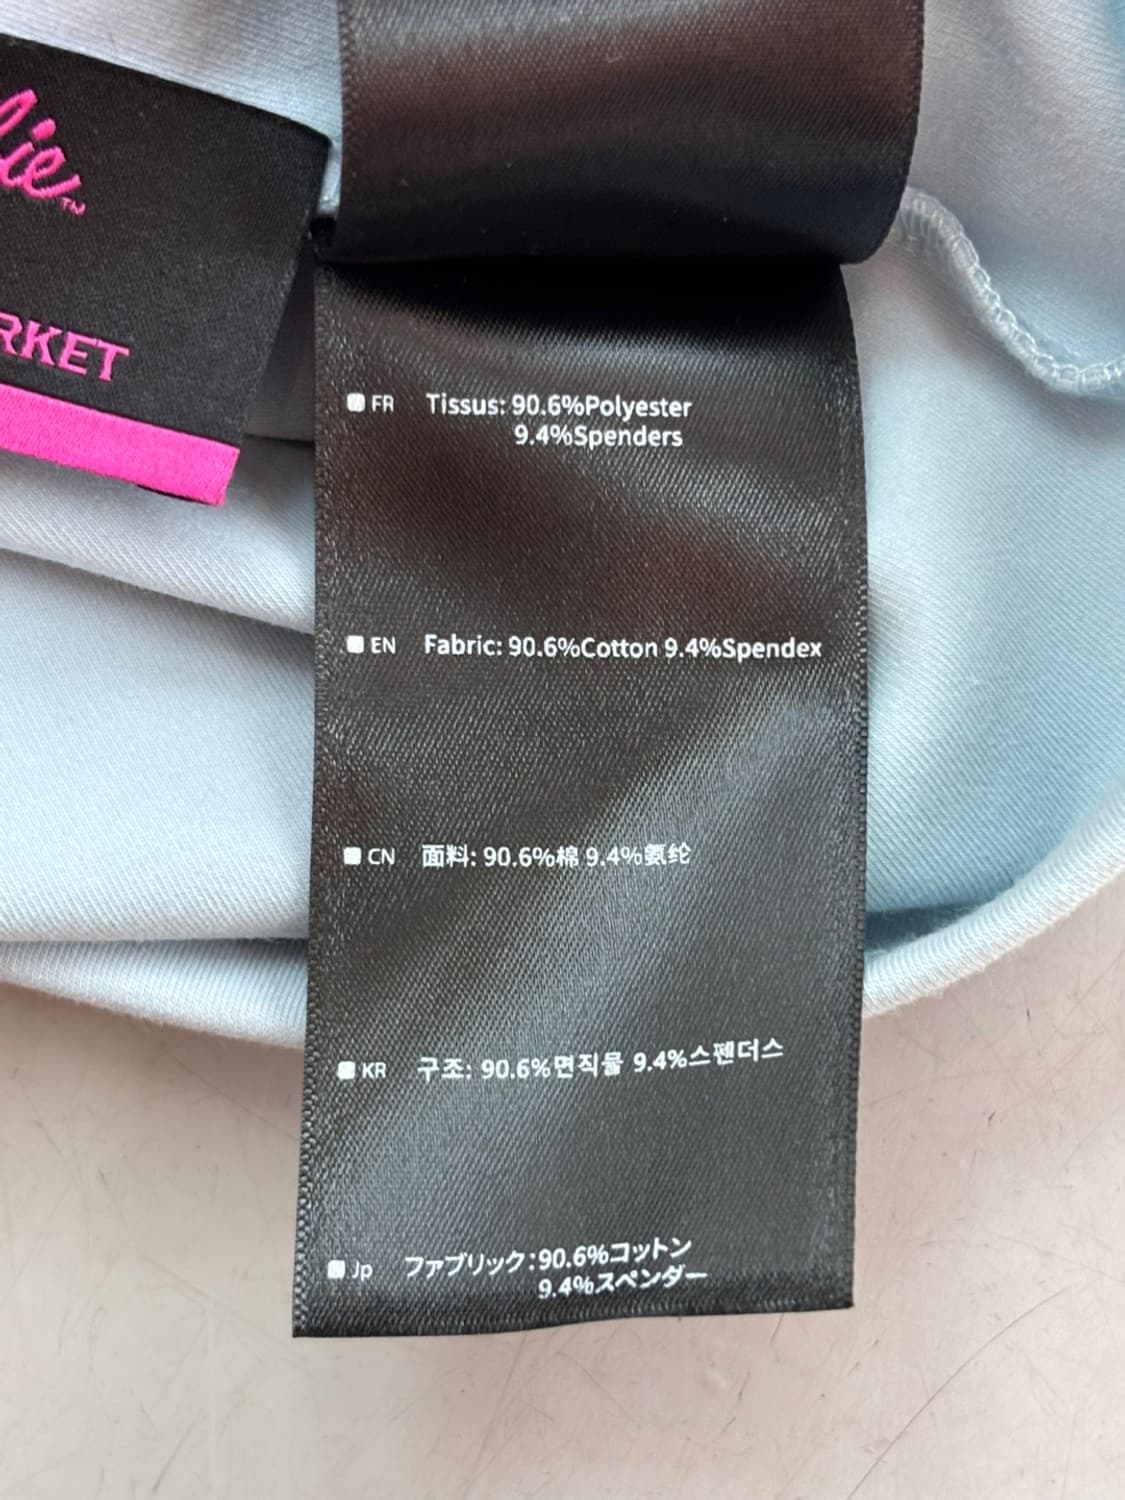 TM
FR Tissus: 90.6%Polyester
9.4%Spenders
EN Fabric: 90.6%Cotton 9.4%Spendex
CN 面料: 90.6%棉 9.4%氨纶
KR 구조: 90.6%면직물 9.4%스펜더스
Jp ファブリック:90.6%コットン
9.4%スペンダー